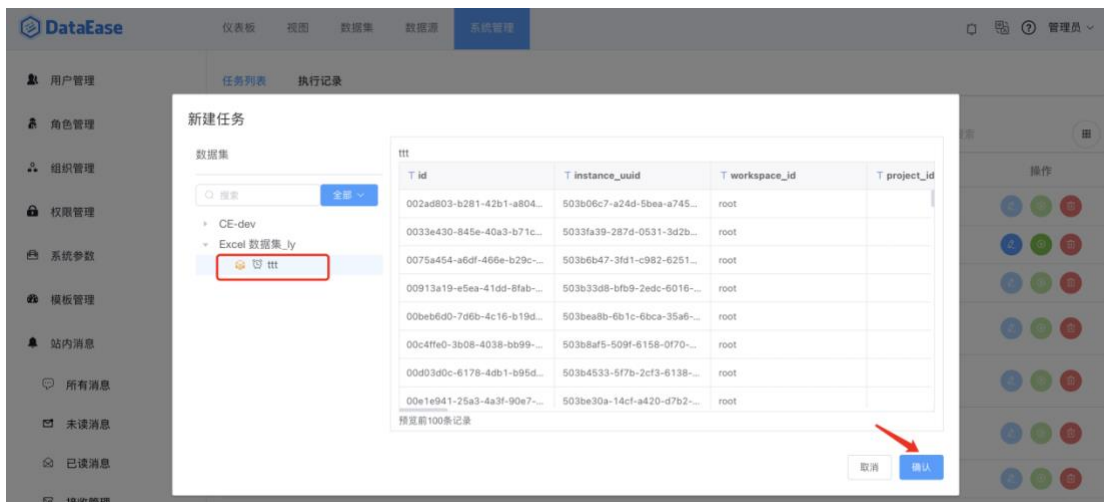 DataEase
仪表板 视图 数据集 数据源 系统管理 管理员
用户管理
角色管理
组织管理
权限管理
系统参数
模板管理
站内消息
所有消息
未读消息
已读消息
接收管理
任务列表 执行记录
操作
新建任务
数据集
搜索 全部
CE-dev
Excel 数据集_ly
ttt
ttt
id instance_uuid workspace_id project_id
002ad803-b281-42b1-a804... 503b06c7-a24d-5bea-a745... root
0033e430-845e-40a3-b71c... 5033fa39-287d-0531-3d2b... root
0075a454-a6df-466e-b29c-... 503b6b47-3fd1-c982-6251... root
00913a19-e5ea-41dd-8fab-... 503b33d8-bfb9-2edc-6016-... root
00beb6d0-7d6b-4c16-b19d... 503bea8b-6b1c-6bca-35a6-... root
00c4ffe0-3b08-4038-bb99-... 503b8af5-509f-6158-0f70-... root
00d03d0c-6178-4db1-b95d... 503b4533-5f7b-2cf3-6138-... root
00e1e941-25a3-4a3f-90e7-... 503be30a-14cf-a420-d7b2-... root
预览前100条记录
取消 确认